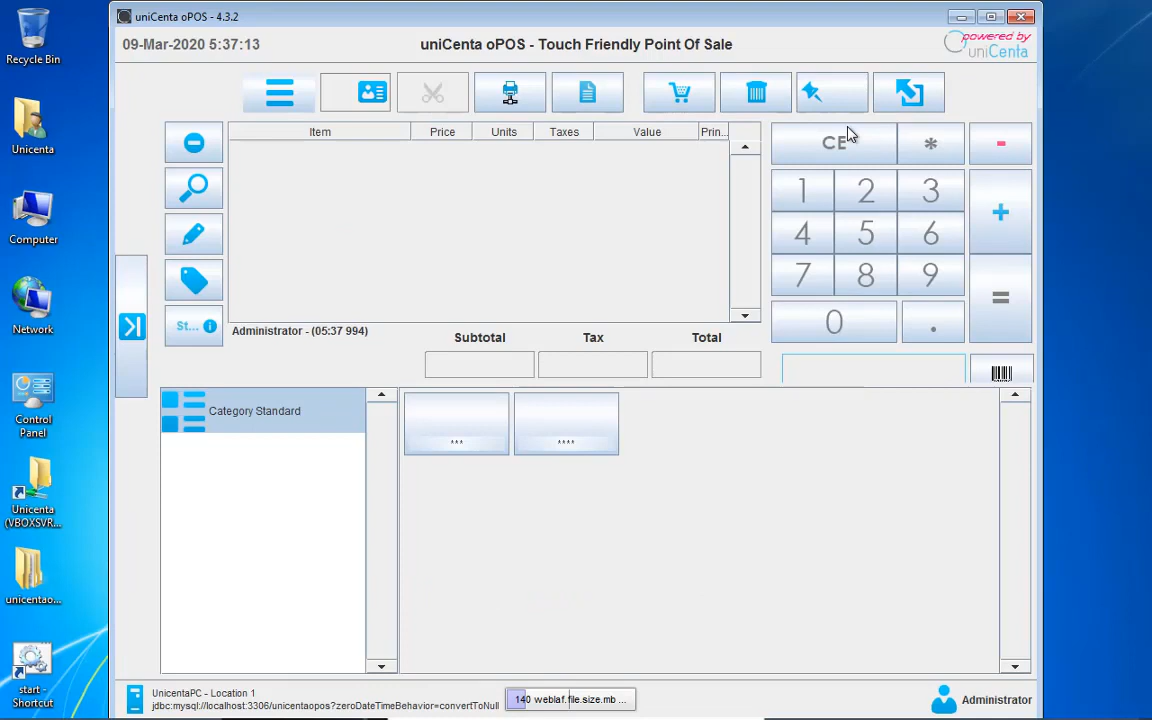 Recycle Bin
Unicenta
Computer
Network
Control
Panel
Unicenta
(VBOXSVR...
unicentao...
start -
Shortcut
uniCenta oPOS - 4.3.2
09-Mar-2020 5:37:13
uniCenta oPOS - Touch Friendly Point Of Sale
powered by
uniCenta
Item Price Units Taxes Value Prin...
St...
Administrator - (05:37 994)
Subtotal Tax Total
CE * -
1 2 3
+
4 5 6
7 8 9
=
0 .
Category Standard
*** ****
UnicentaPC - Location 1
jdbc:mysql://localhost:3306/unicentaopos?zeroDateTimeBehavior=convertToNull
140 weblaf.file.size.mb ...
Administrator